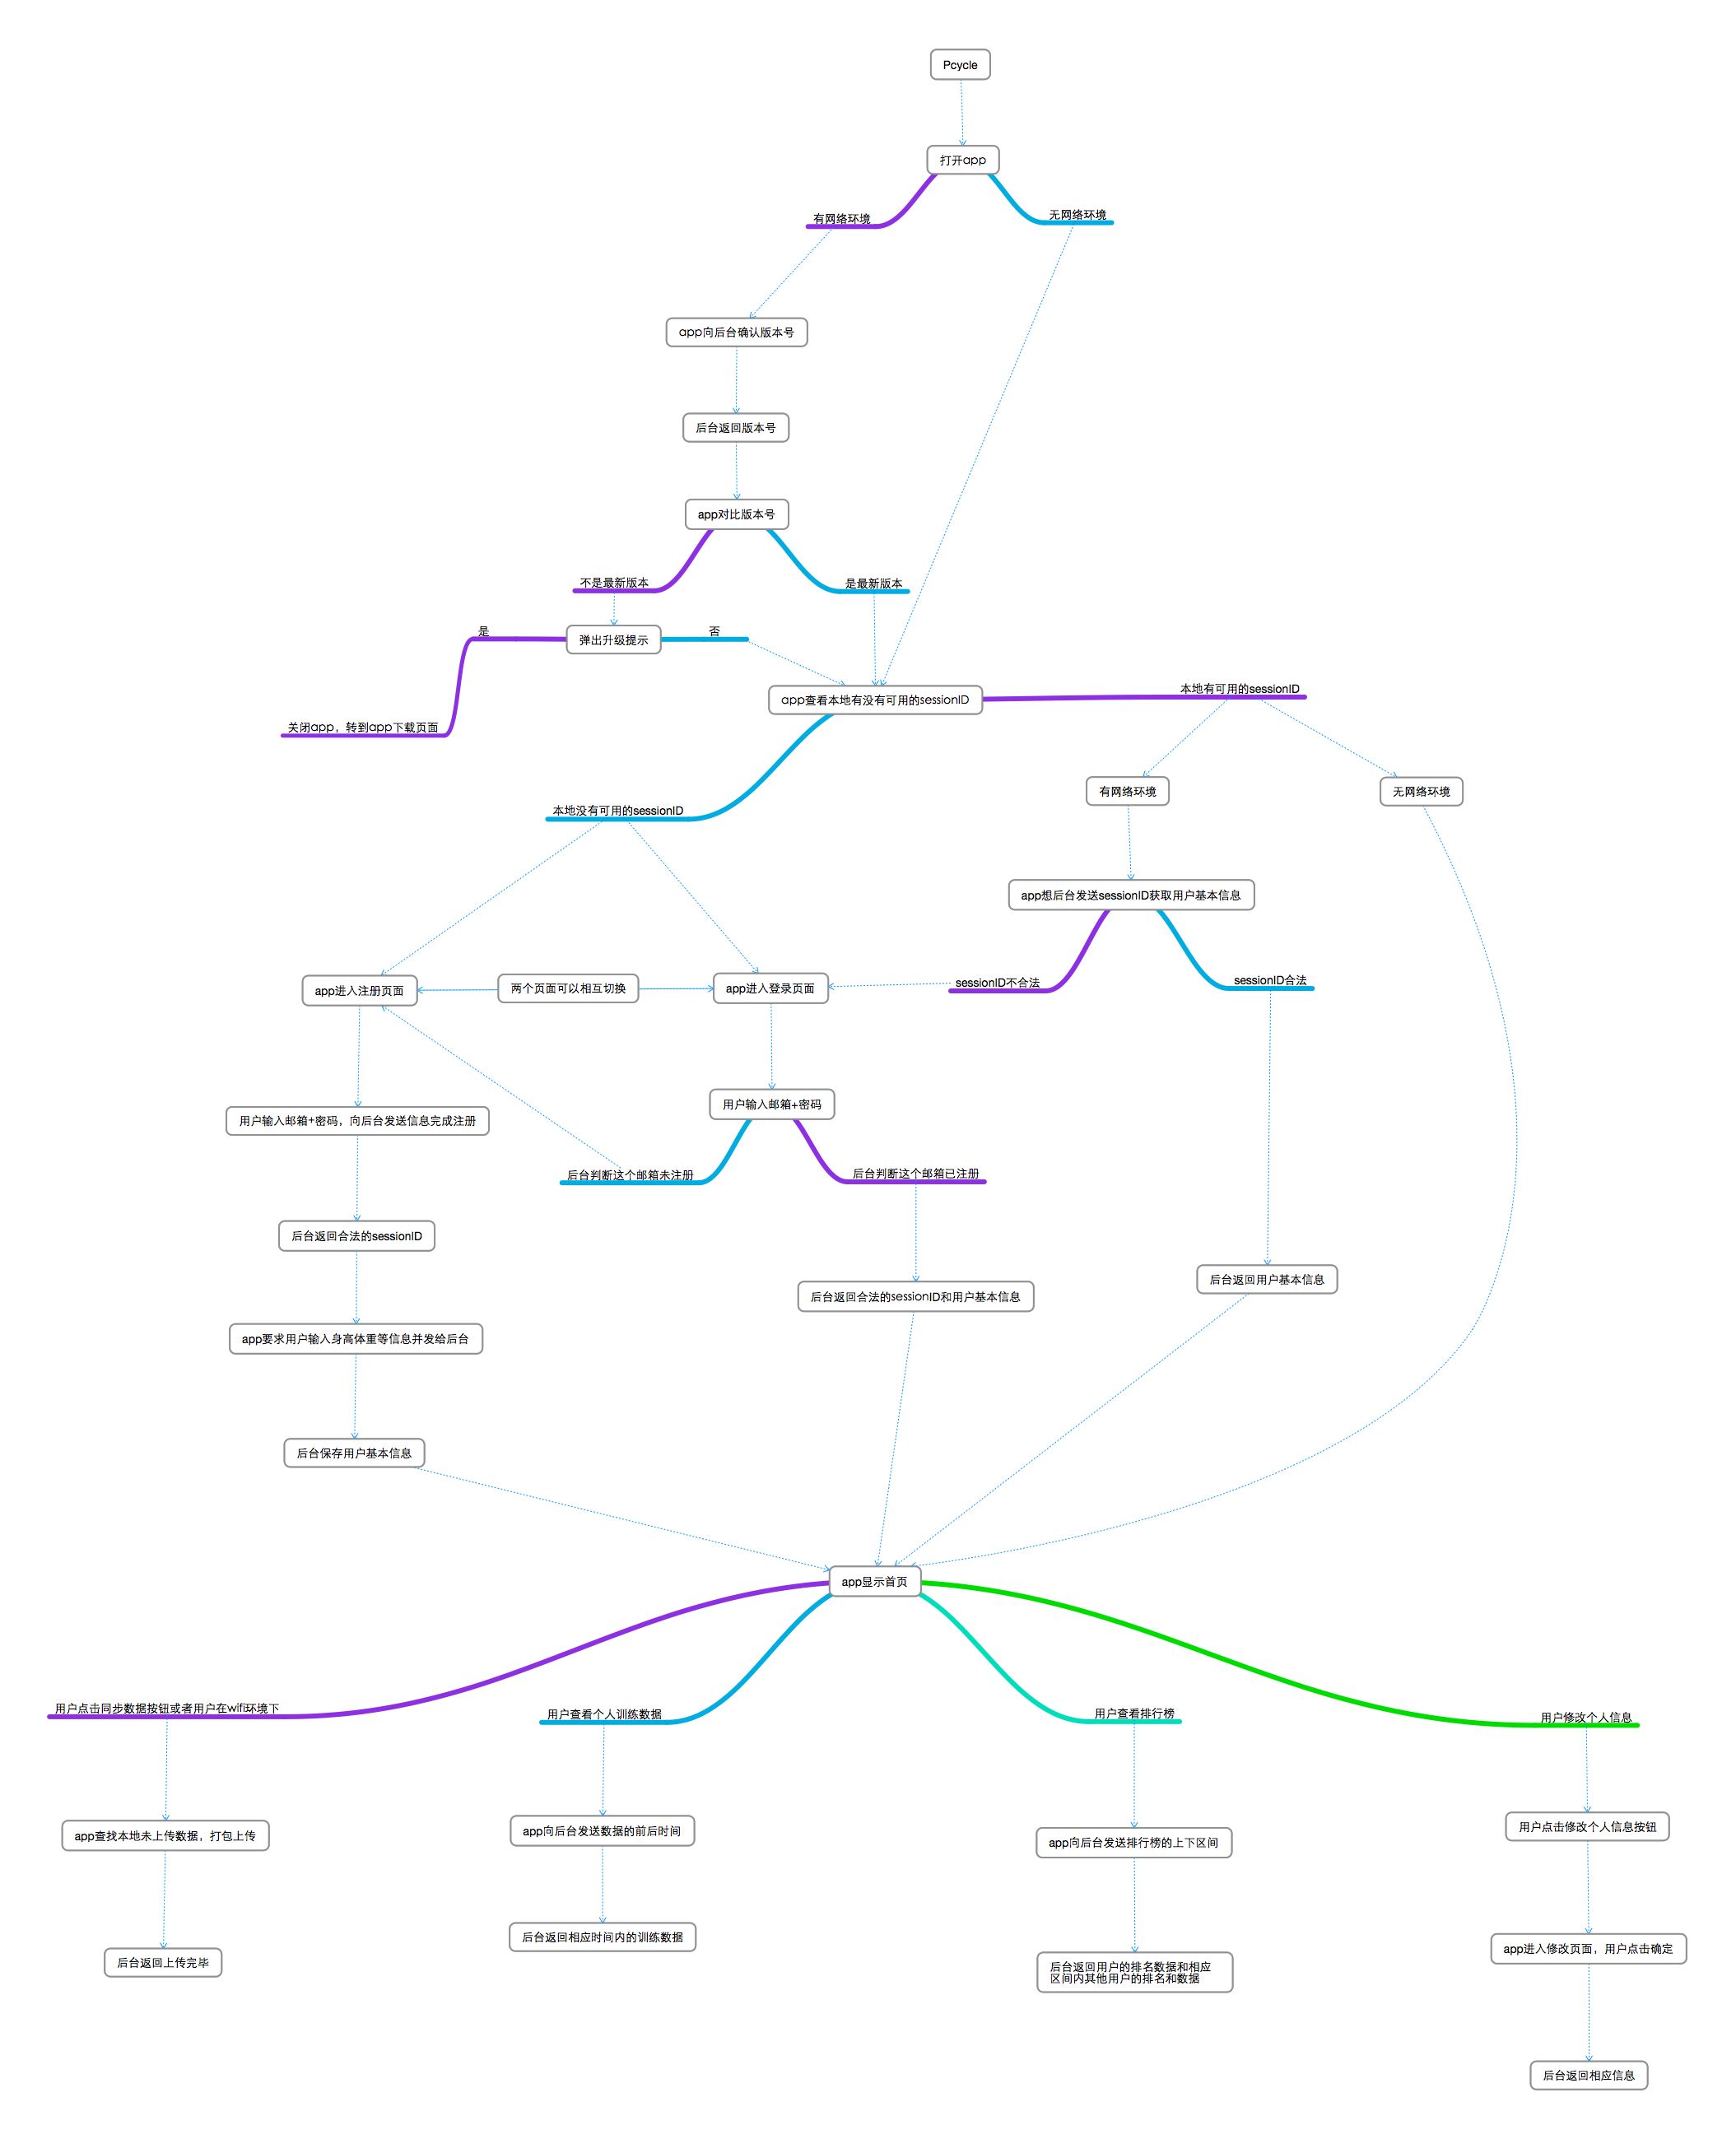 Pcycle
打开app
有网络环境
无网络环境
app向后台确认版本号
后台返回版本号
app对比版本号
不是最新版本
是最新版本
是
弹出升级提示
否
app查看本地有没有可用的sessionID
本地有可用的sessionID
关闭app，转到app下载页面
有网络环境
无网络环境
本地没有可用的sessionID
app想后台发送sessionID获取用户基本信息
app进入注册页面
两个页面可以相互切换
app进入登录页面
sessionID不合法
sessionID合法
用户输入邮箱+密码
用户输入邮箱+密码，向后台发送信息完成注册
后台判断这个邮箱未注册
后台判断这个邮箱已注册
后台返回合法的sessionID
后台返回用户基本信息
后台返回合法的sessionID和用户基本信息
app要求用户输入身高体重等信息并发给后台
后台保存用户基本信息
app显示首页
用户点击同步数据按钮或者用户在wifi环境下
用户查看个人训练数据
用户查看排行榜
用户修改个人信息
app查找本地未上传数据，打包上传
app向后台发送数据的前后时间
app向后台发送排行榜的上下区间
用户点击修改个人信息按钮
后台返回上传完毕
后台返回相应时间内的训练数据
后台返回用户的排名数据和相应
区间内其他用户的排名和数据
app进入修改页面，用户点击确定
后台返回相应信息